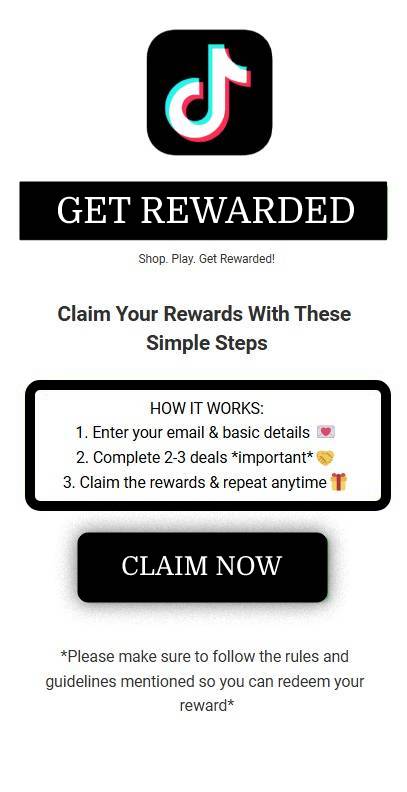 GET REWARDED
Shop. Play. Get Rewarded!
Claim Your Rewards With These
Simple Steps
HOW IT WORKS:
1. Enter your email & basic details 💌
2. Complete 2-3 deals *important*🤝
3. Claim the rewards & repeat anytime🎁
CLAIM NOW
*Please make sure to follow the rules and
guidelines mentioned so you can redeem your
reward*